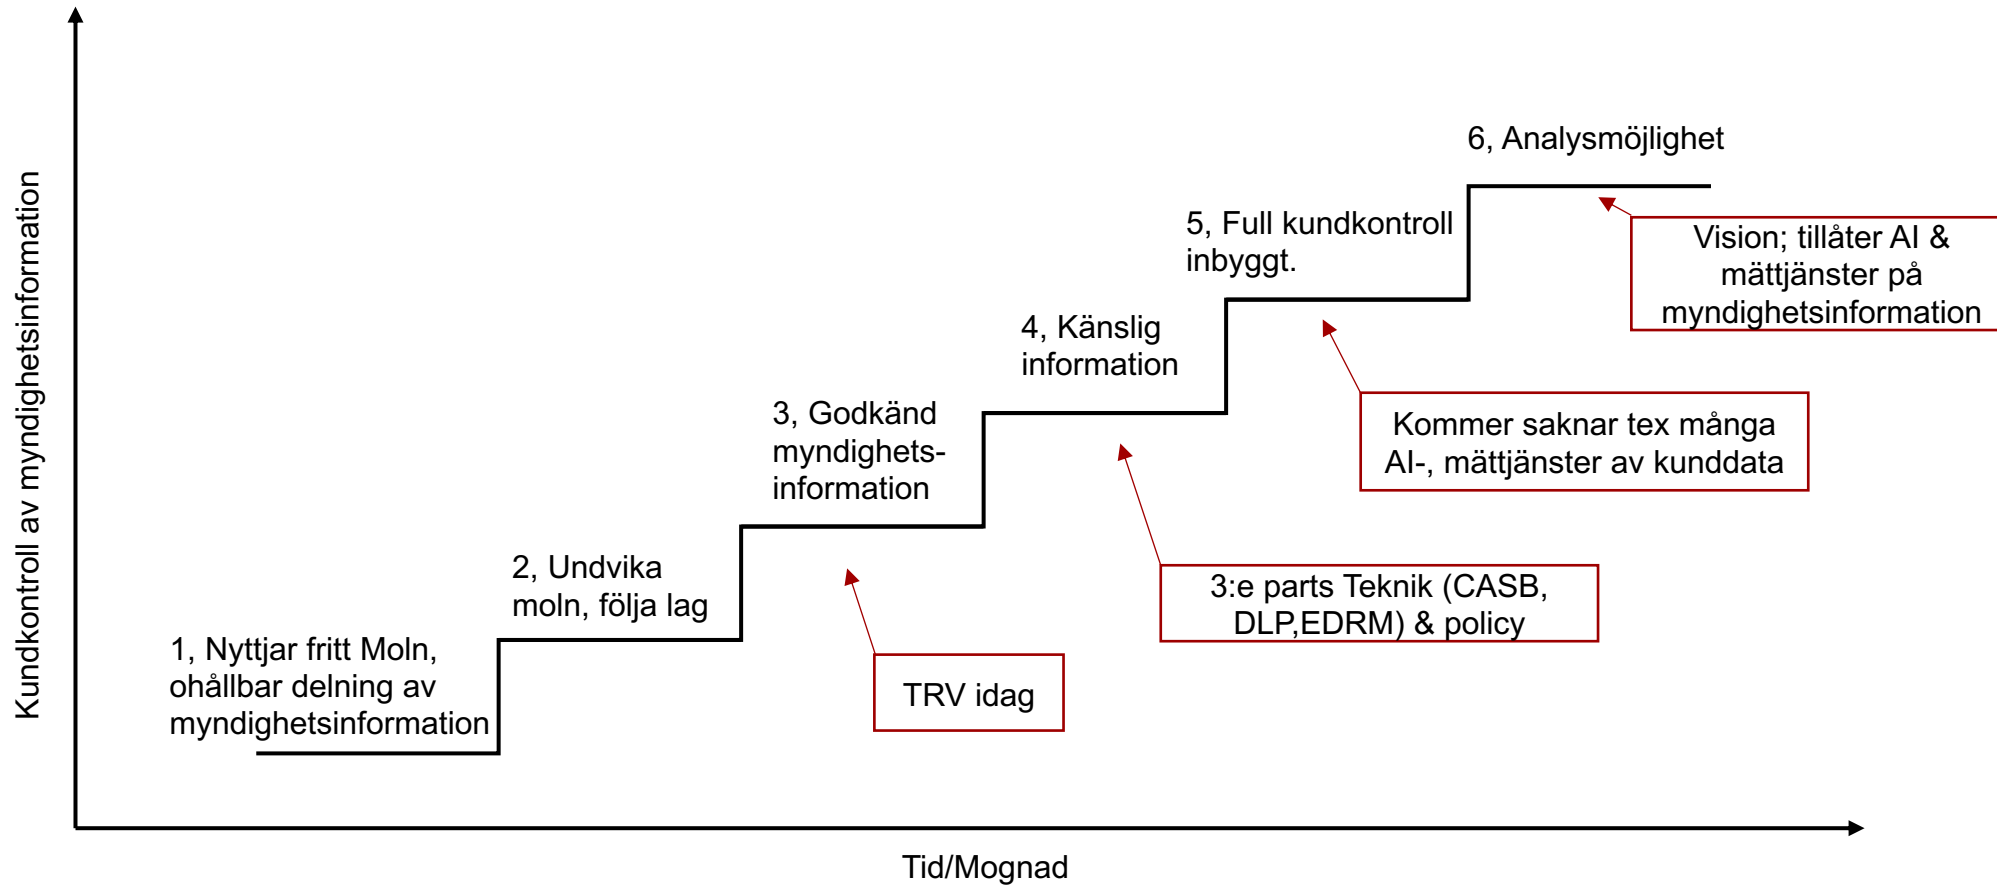 Kundkontroll av myndighetsinformation
1, Nyttjar fritt Moln,
ohållbar delning av
myndighetsinformation
2, Undvika
moln, följa lag
3, Godkänd
myndighets-
information
TRV idag
4, Känslig
information
3:e parts Teknik (CASB,
DLP,EDRM) & policy
5, Full kundkontroll
inbyggt.
Kommer saknar tex många
AI-, mättjänster av kunddata
6, Analysmöjlighet
Vision; tillåter AI &
mättjänster på
myndighetsinformation
Tid/Mognad